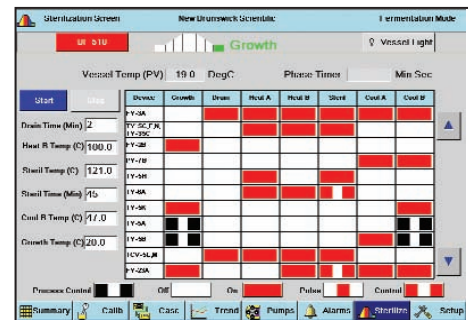 Sterilization Screen New Brunswick Scientific Fermentation Mode
BF 510 Growth Vessel Light
Vessel Temp (PV) 19.0 DegC Phase Timer Min Sec
Start Stop
Device Growth Drain Heat A Heat B Steril Cool A Cool B
FY-3A
Drain Time (Min) 2
Heat B Temp (C) 100.0
FY-2B
FY-7B
Steril Temp (C) 121.0
FY-5H
Steril Time (Min) 45
FY-8A
Cool B Temp (C) 47.0
FY-5A
Growth Temp (C) 20.0
FY-5B
FY-23A
Process Control Off On Pulse Control
Summary Calib Casc Trend Pumps Alarms Sterilize Setup